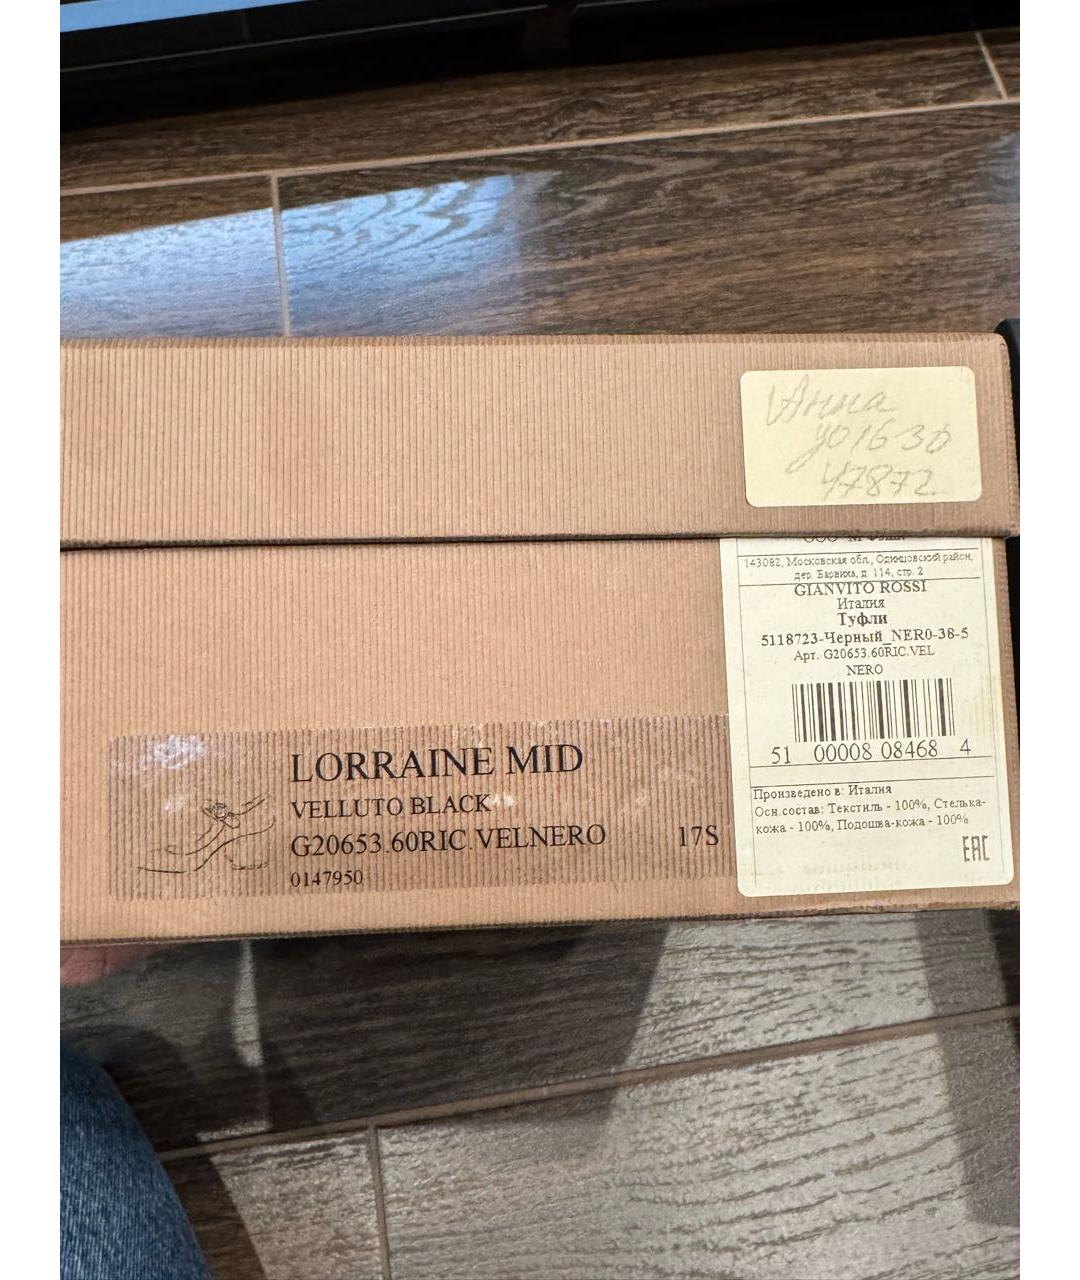 Анна
y01630
47872
143082, Московская обл., Одинцовский район,
дер. Барвиха, д. 114, стр. 2
GIANVITO ROSSI
Италия
Туфли
5118723-Черный_NER0-38-5
Арт. G20653.60RIC.VEL
NERO
51 00008 08468 4
Произведено в: Италия
Осн.состав: Текстиль - 100%, Стелька-
кожа - 100%, Подошва-кожа - 100%
EAC
LORRAINE MID
VELLUTO BLACK
G20653.60RIC.VELNERO 17S
0147950